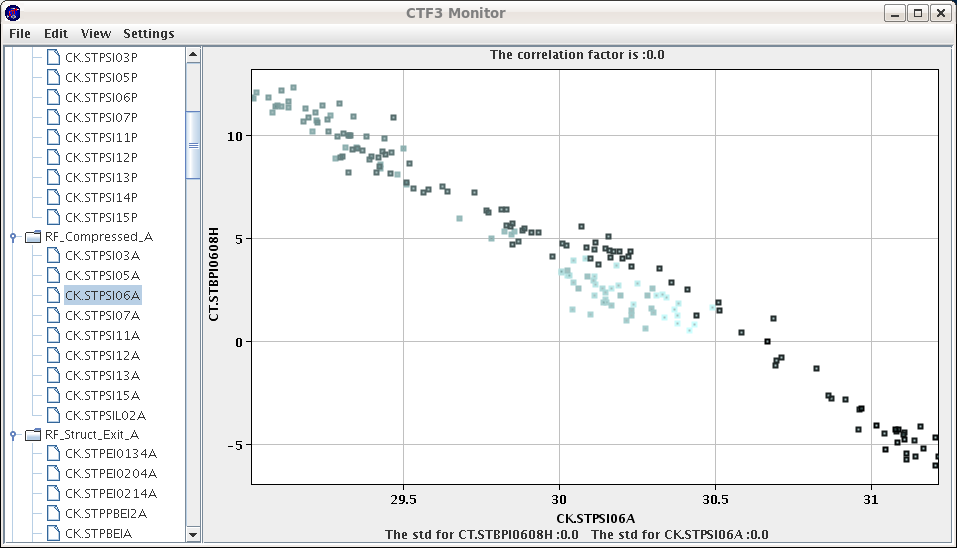 CTF3 Monitor
File Edit View Settings
CK.STPSI03P
CK.STPSI05P
CK.STPSI06P
CK.STPSI07P
CK.STPSI11P
CK.STPSI12P
CK.STPSI13P
CK.STPSI14P
CK.STPSI15P
RF_Compressed_A
CK.STPSI03A
CK.STPSI05A
CK.STPSI06A
CK.STPSI07A
CK.STPSI11A
CK.STPSI12A
CK.STPSI13A
CK.STPSI15A
CK.STPSIL02A
RF_Struct_Exit_A
CK.STPEI0134A
CK.STPEI0204A
CK.STPEI0214A
CK.STPPBEI2A
CK.STPBEIA
The correlation factor is :0.0
CT.STBPI0608H
10
5
0
-5
29.5 30 30.5 31
CK.STPSI06A
The std for CT.STBPI0608H :0.0 The std for CK.STPSI06A :0.0